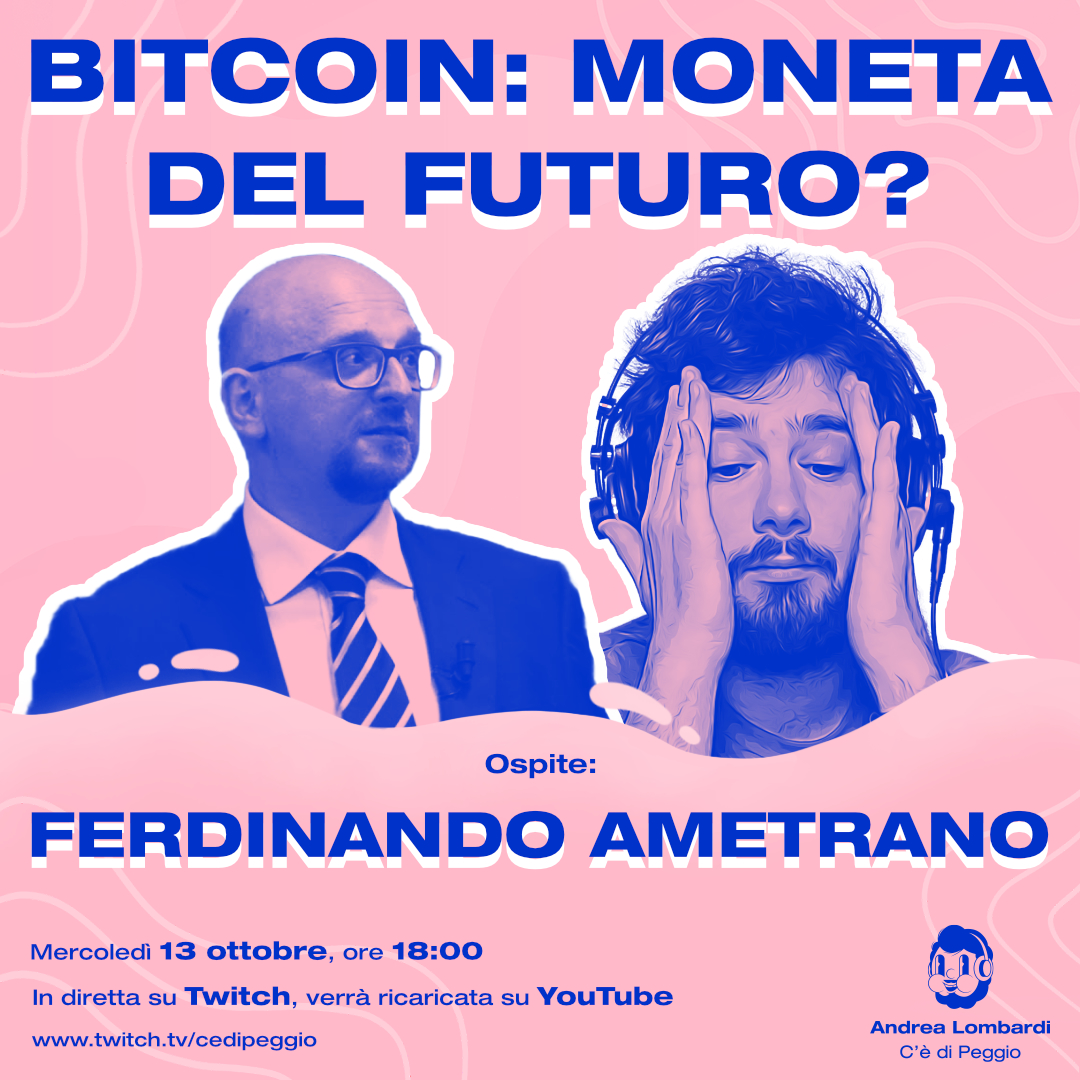 BITCOIN: MONETA
DEL FUTURO?
Ospite:
FERDINANDO AMETRANO
Mercoledì 13 ottobre, ore 18:00
In diretta su Twitch, verrà ricaricata su YouTube
www.twitch.tv/cedipeggio
Andrea Lombardi
C'è di Peggio